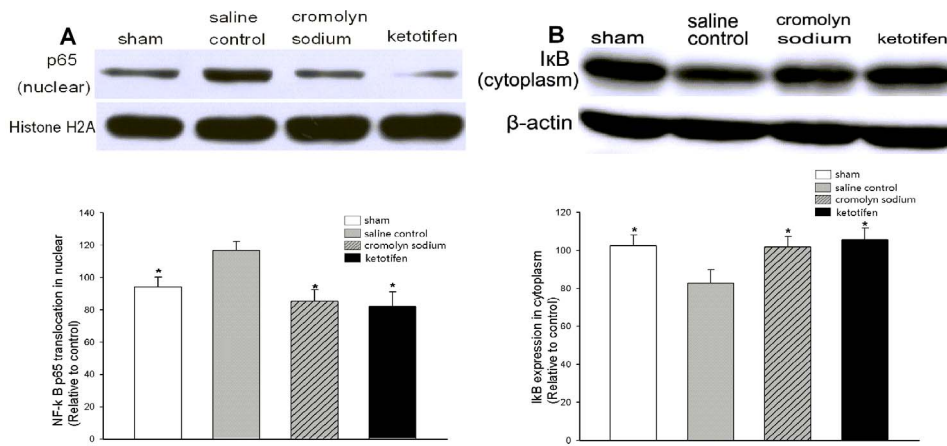 A
sham
saline
control
cromolyn
sodium
ketotifen
p65
(nuclear)
Histone H2A
B
sham
saline
control
cromolyn
sodium
ketotifen
IκB
(cytoplasm)
β-actin
NF-k B p65 translocation in nuclear
(Relative to control)
140
120
100
80
60
40
20
0
sham
saline control
cromolyn sodium
ketotifen
*
*
*
IkB expression in cytoplasm
(Relative to control)
120
100
80
60
40
20
0
sham
saline control
cromolyn sodium
ketotifen
*
*
*